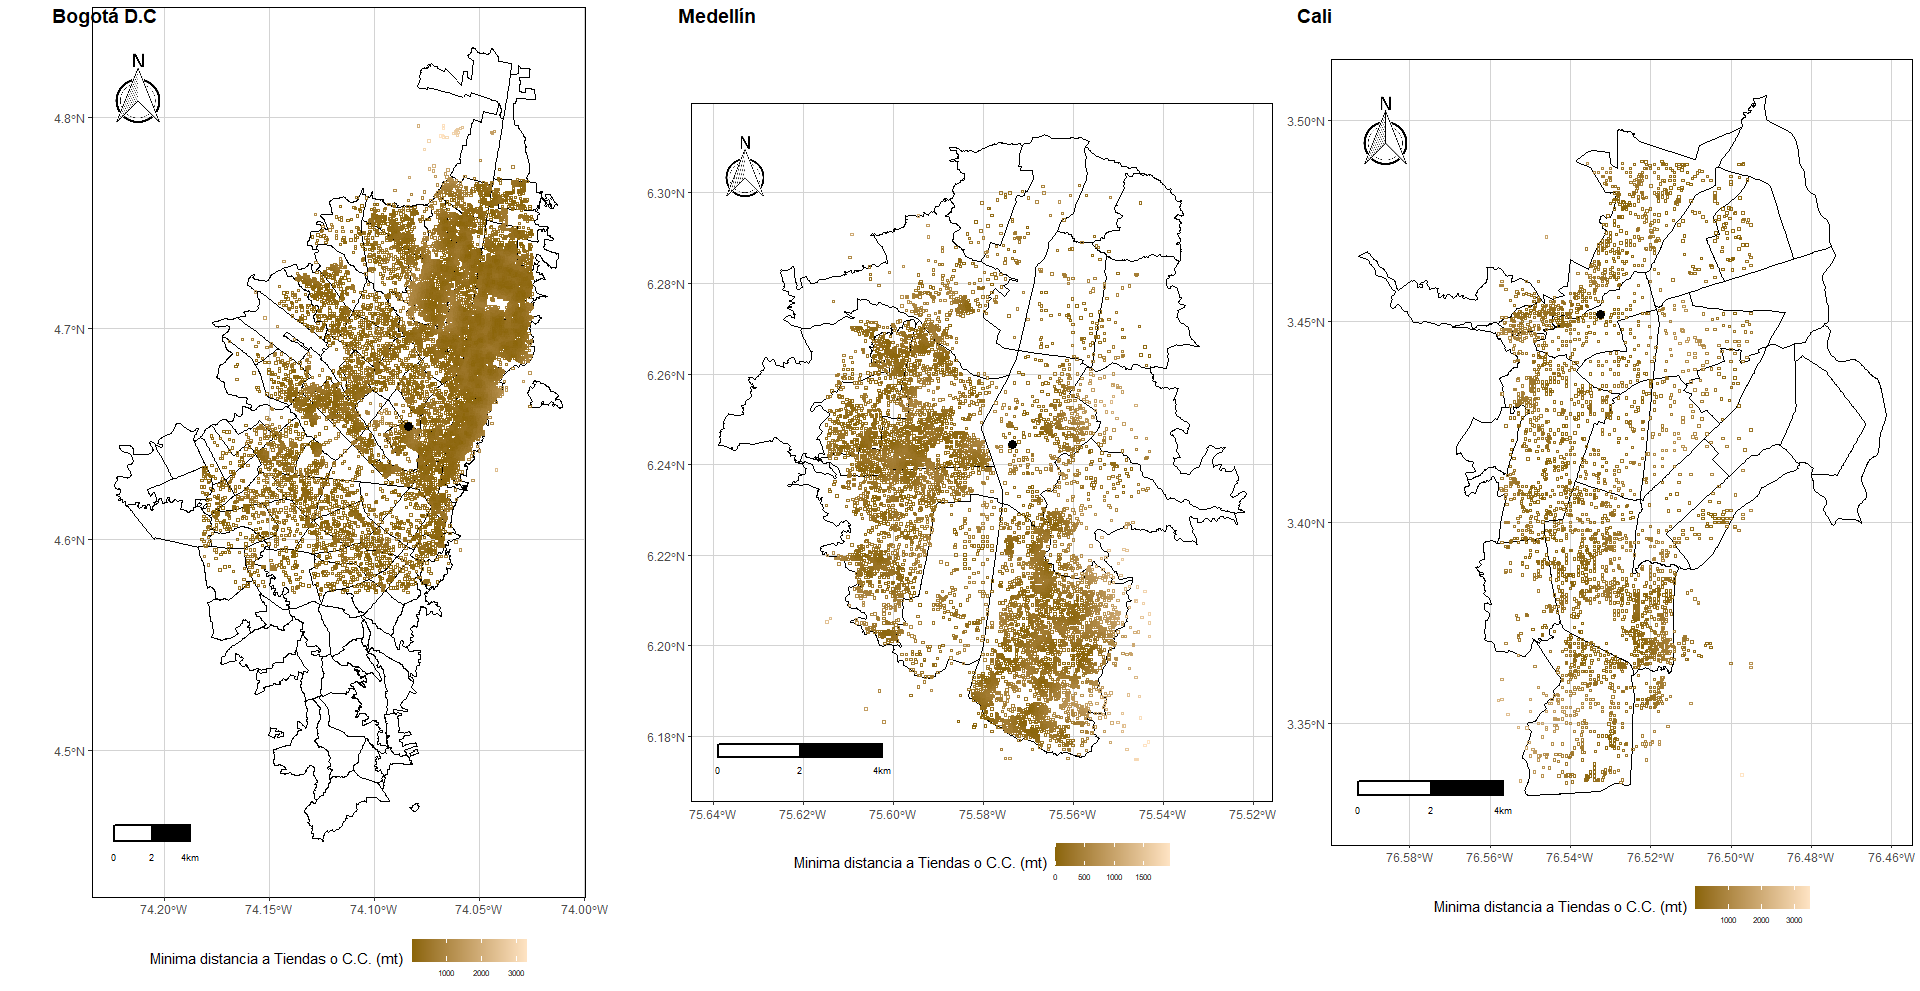 Bogotá D.C
N
4.8°N
4.7°N
4.6°N
4.5°N
0 2 4km
74.20°W 74.15°W 74.10°W 74.05°W 74.00°W
Minima distancia a Tiendas o C.C. (mt)
1000 2000 3000
Medellín
N
6.30°N
6.28°N
6.26°N
6.24°N
6.22°N
6.20°N
6.18°N
0 2 4km
75.64°W 75.62°W 75.60°W 75.58°W 75.56°W 75.54°W 75.52°W
Minima distancia a Tiendas o C.C. (mt)
0 500 1000 1500
Cali
N
3.50°N
3.45°N
3.40°N
3.35°N
0 2 4km
76.58°W 76.56°W 76.54°W 76.52°W 76.50°W 76.48°W 76.46°W
Minima distancia a Tiendas o C.C. (mt)
1000 2000 3000